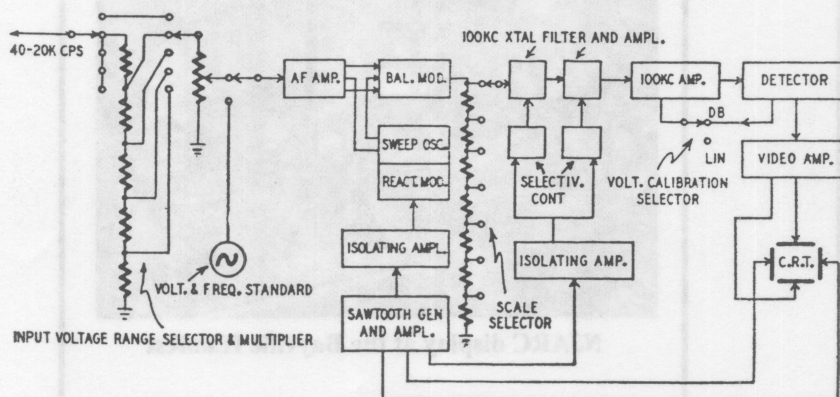 40-20K CPS
AF AMP.
BAL. MOD.
SWEEP OSC.
REACT. MOD.
ISOLATING AMPL.
SAWTOOTH GEN
AND AMPL.
VOLT. & FREQ. STANDARD
INPUT VOLTAGE RANGE SELECTOR & MULTIPLIER
100KC XTAL FILTER AND AMPL.
SELECTIV.
CONT
ISOLATING AMP.
SCALE
SELECTOR
100KC AMP.
DETECTOR
DB
LIN
VOLT. CALIBRATION
SELECTOR
VIDEO AMP.
C.R.T.